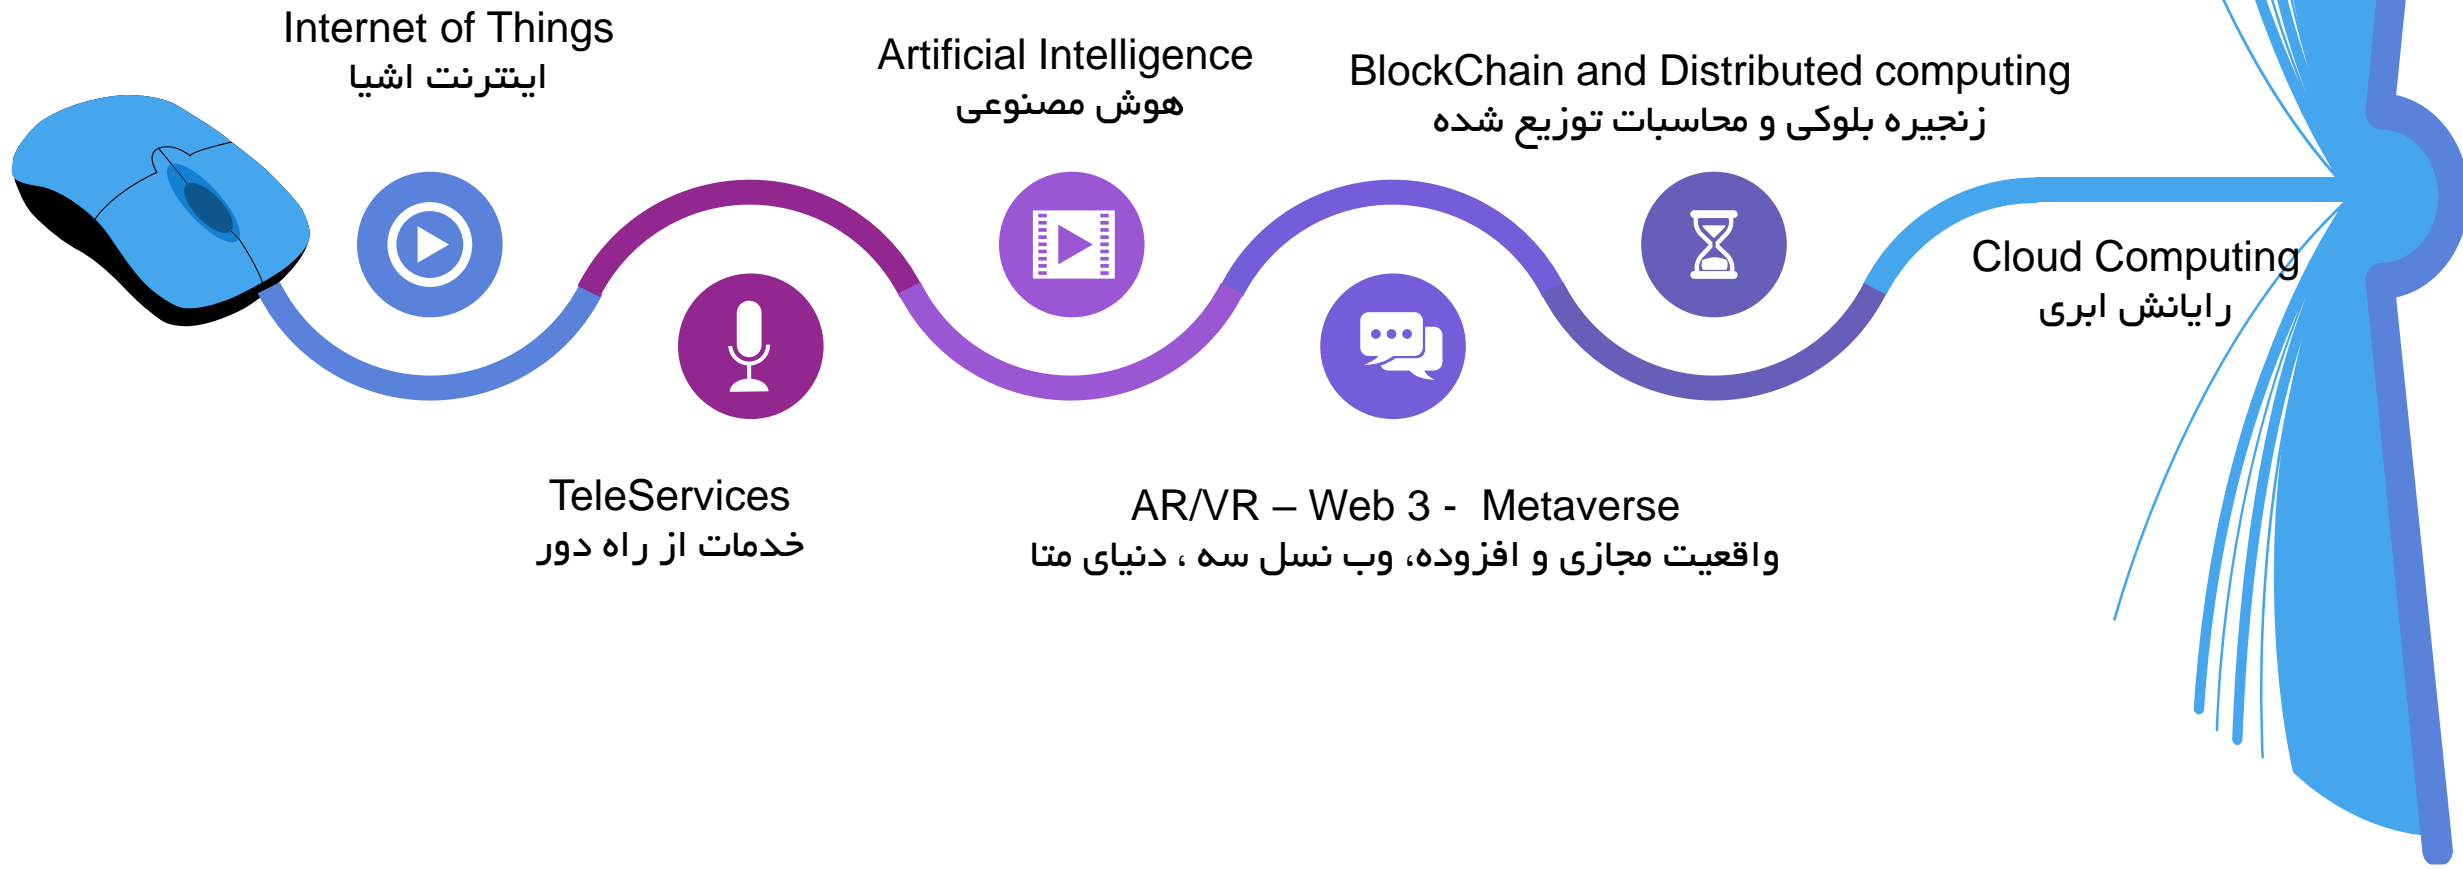 Internet of Things
اینترنت اشیا
TeleServices
خدمات از راه دور
Artificial Intelligence
هوش مصنوعی
AR/VR – Web 3 - Metaverse
واقعیت مجازی و افزوده، وب نسل سه ، دنیای متا
BlockChain and Distributed computing
زنجیره بلوکی و محاسبات توزیع شده
Cloud Computing
رایانش ابری